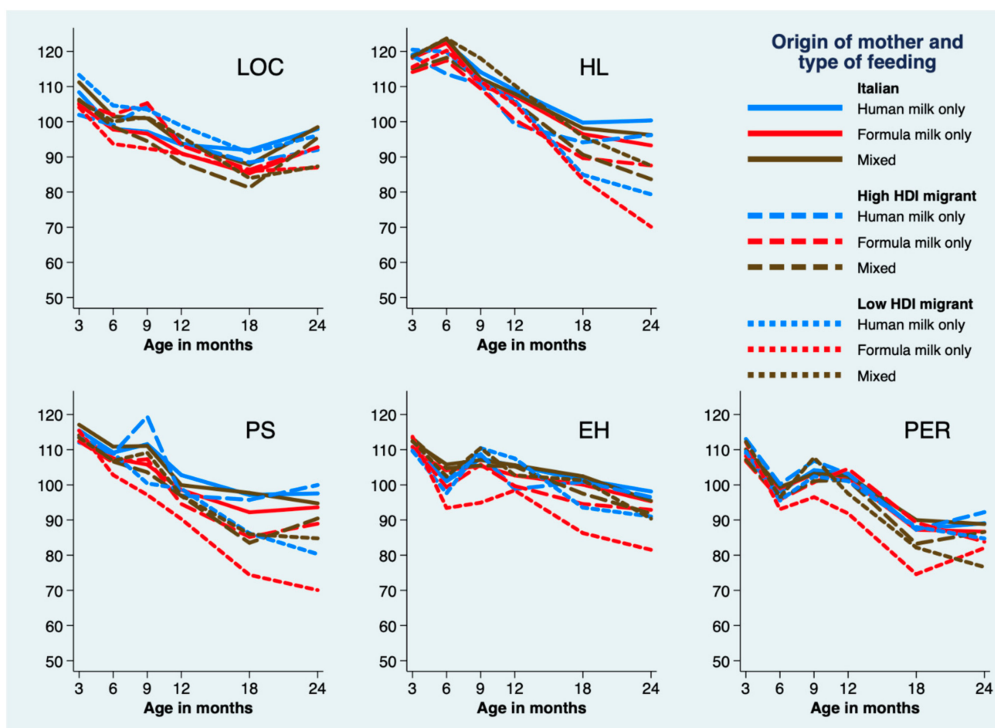 LOC
120
110
100
90
80
70
60
50
3 6 9 12 18 24
Age in months
HL
120
110
100
90
80
70
60
50
3 6 9 12 18 24
Age in months
Origin of mother and
type of feeding
Italian
Human milk only
Formula milk only
Mixed
High HDI migrant
Human milk only
Formula milk only
Mixed
Low HDI migrant
Human milk only
Formula milk only
Mixed
PS
120
110
100
90
80
70
60
50
3 6 9 12 18 24
Age in months
EH
120
110
100
90
80
70
60
50
3 6 9 12 18 24
Age in months
PER
120
110
100
90
80
70
60
50
3 6 9 12 18 24
Age in months